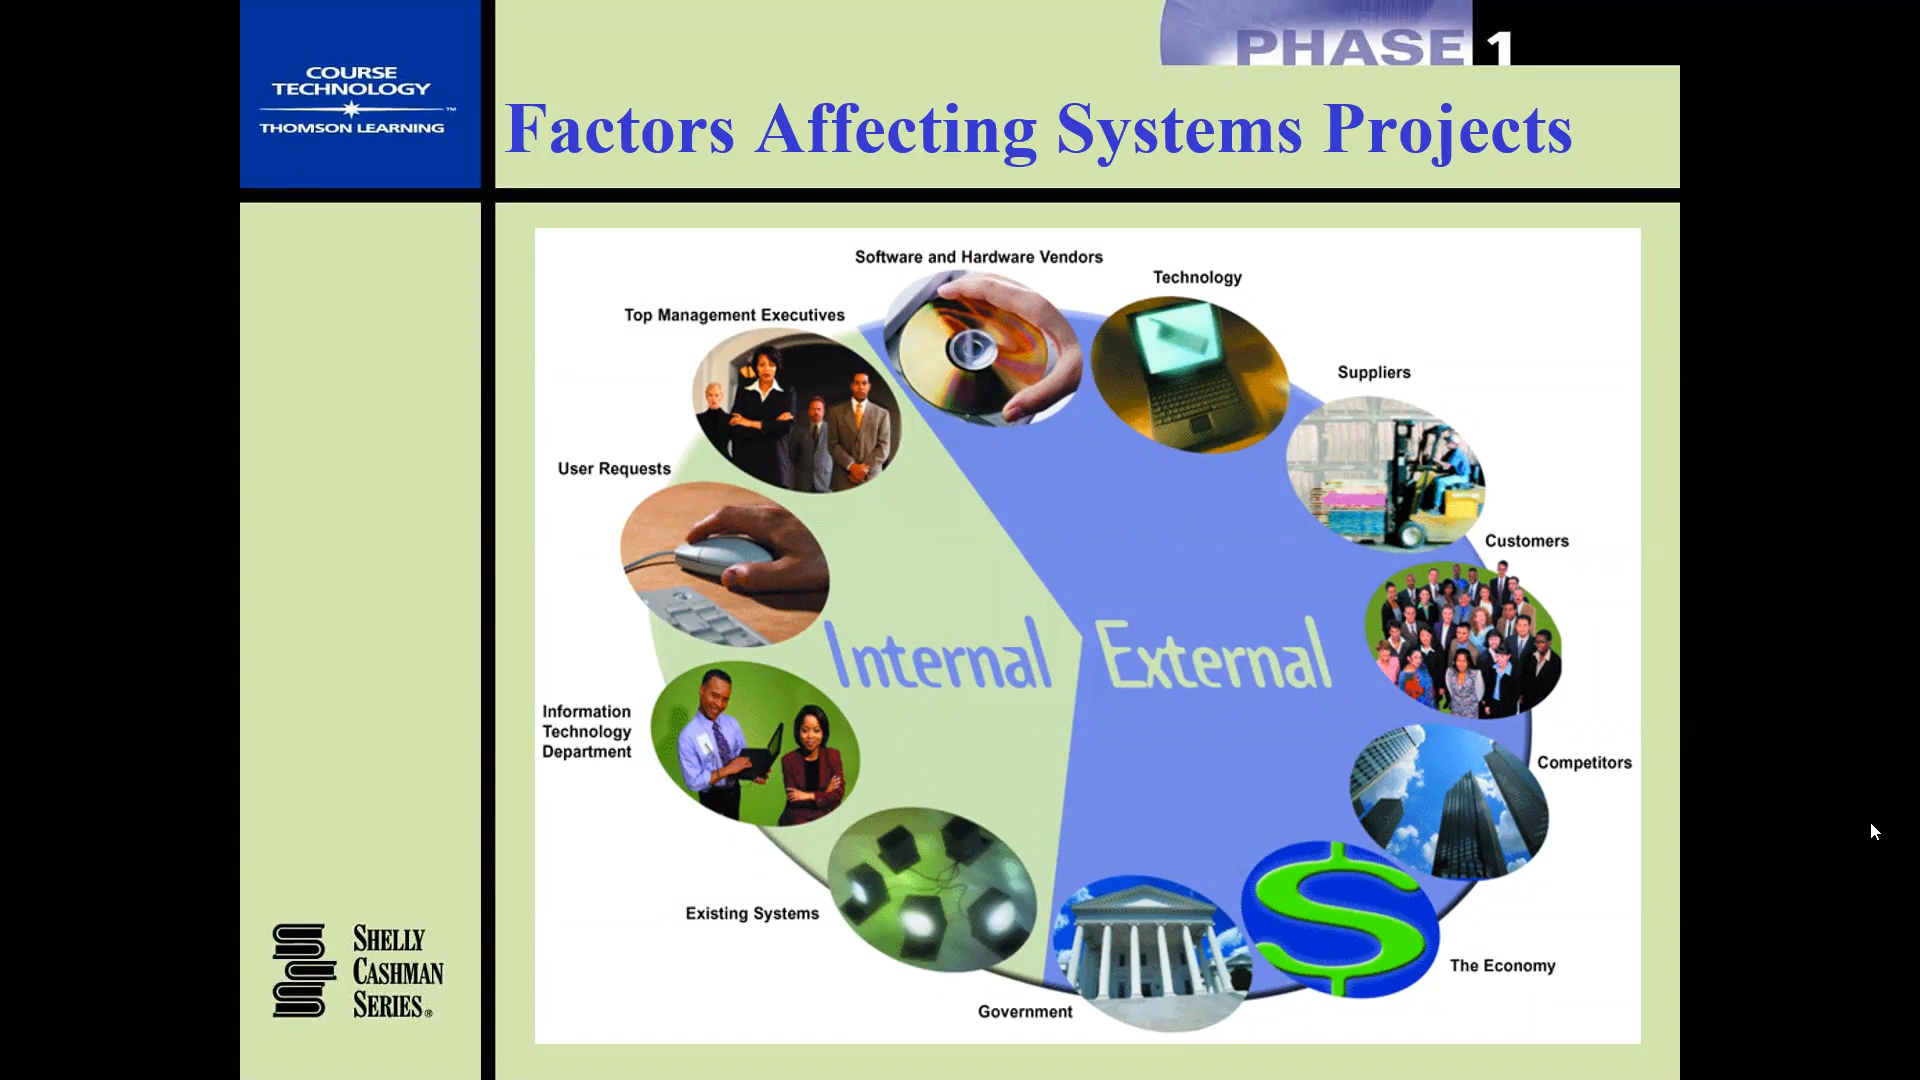 COURSE
TECHNOLOGY
™
THOMSON LEARNING
PHASE 1
Factors Affecting Systems Projects
Software and Hardware Vendors
Technology
Top Management Executives
Suppliers
User Requests
Customers
Internal
External
Information
Technology
Department
Competitors
Existing Systems
The Economy
Government
SHELLY
CASHMAN
SERIES®